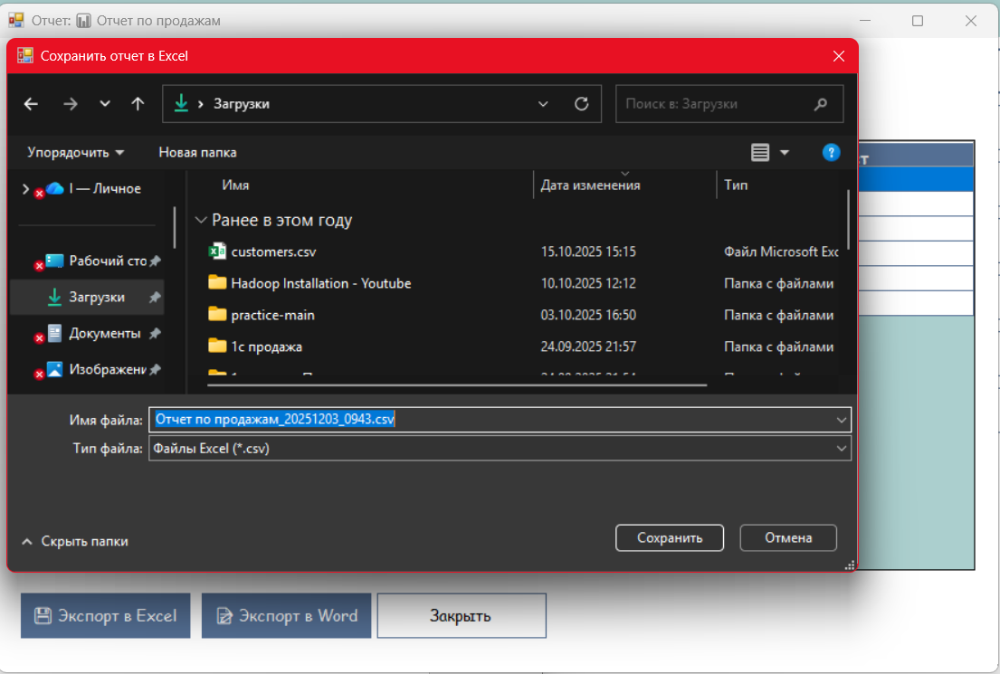 Отчет: Отчет по продажам
Сохранить отчет в Excel
Загрузки
Поиск в: Загрузки
Упорядочить
Новая папка
I — Личное
Рабочий сто
Загрузки
Документы
Изображени
Имя Дата изменения Тип
Ранее в этом году
customers.csv 15.10.2025 15:15 Файл Microsoft Exc
Hadoop Installation - Youtube 10.10.2025 12:12 Папка с файлами
practice-main 03.10.2025 16:50 Папка с файлами
1с продажа 24.09.2025 21:57 Папка с файлами
Имя файла: Отчет по продажам_20251203_0943.csv
Тип файла: Файлы Excel (*.csv)
Скрыть папки
Сохранить
Отмена
Экспорт в Excel
Экспорт в Word
Закрыть